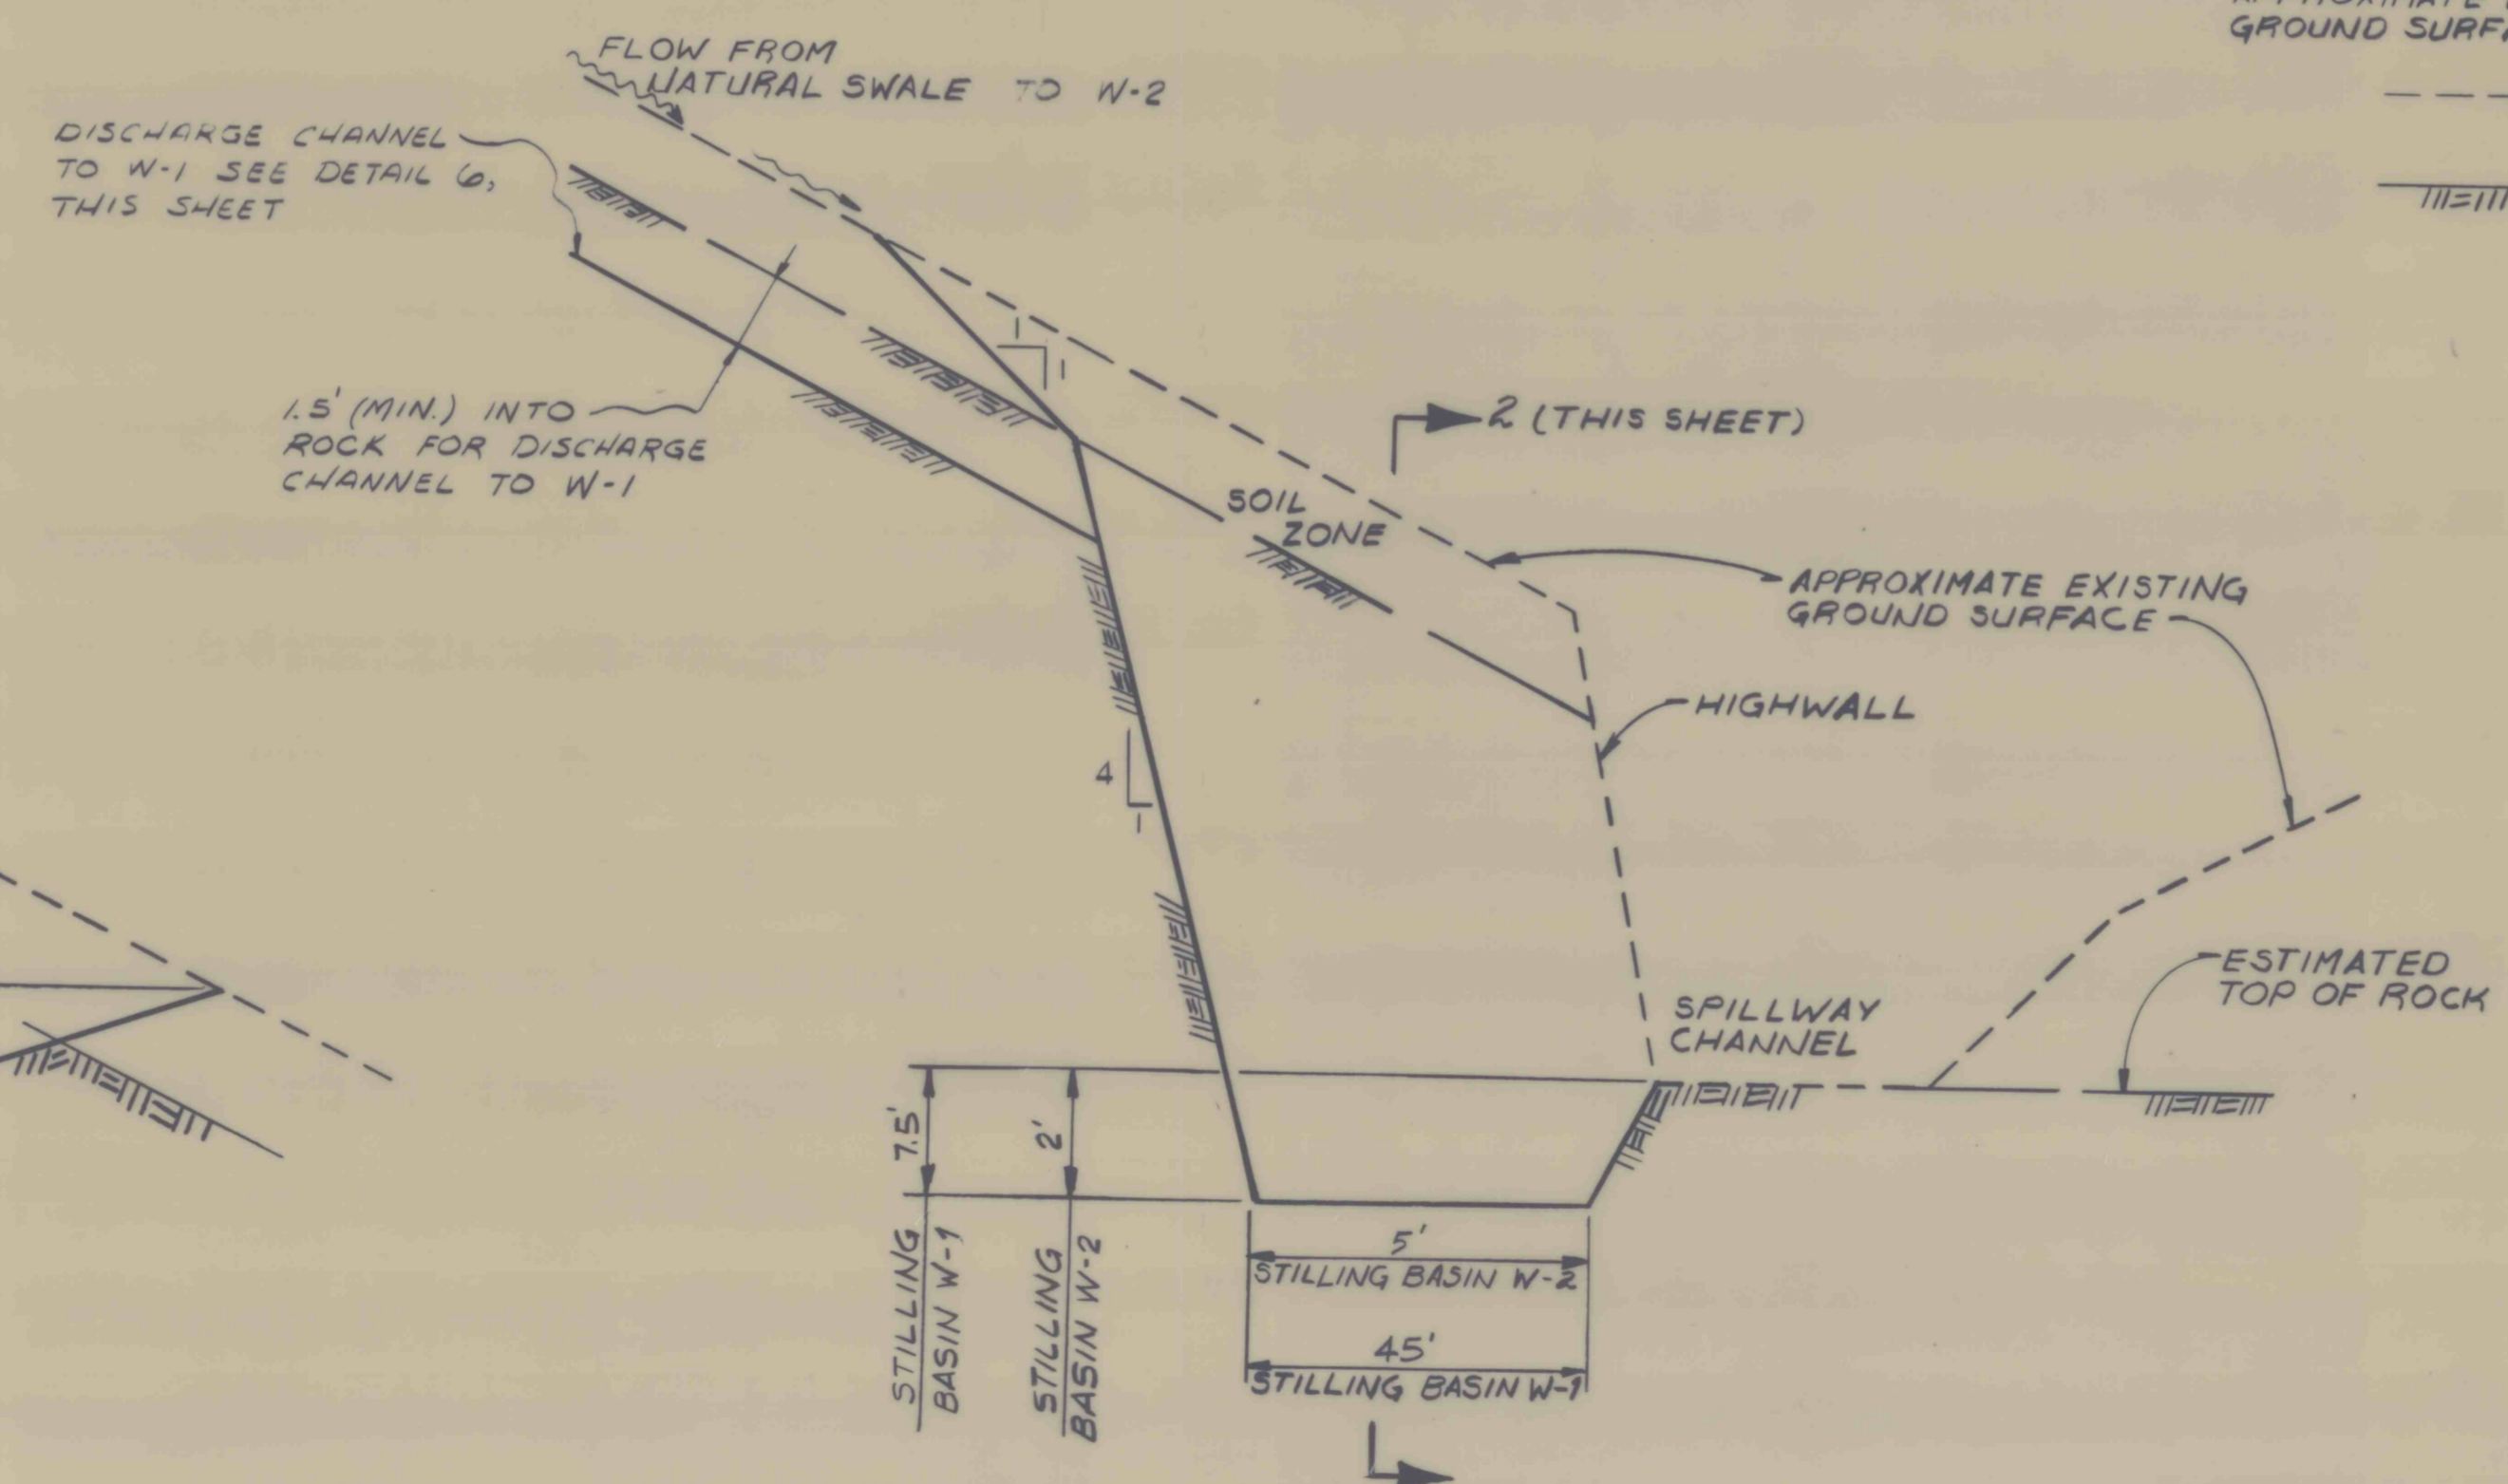 GROUND SURFA
FLOW FROM
NATURAL SWALE TO W-2
DISCHARGE CHANNEL
TO W-1 SEE DETAIL 6,
THIS SHEET
1
1
1.5' (MIN.) INTO
ROCK FOR DISCHARGE
CHANNEL TO W-1
2 (THIS SHEET)
SOIL
ZONE
APPROXIMATE EXISTING
GROUND SURFACE
HIGHWALL
4
1
ESTIMATED
TOP OF ROCK
SPILLWAY
CHANNEL
7.5'
2'
STILLING
BASIN W-1
STILLING
BASIN W-2
5'
STILLING BASIN W-2
45'
STILLING BASIN W-1